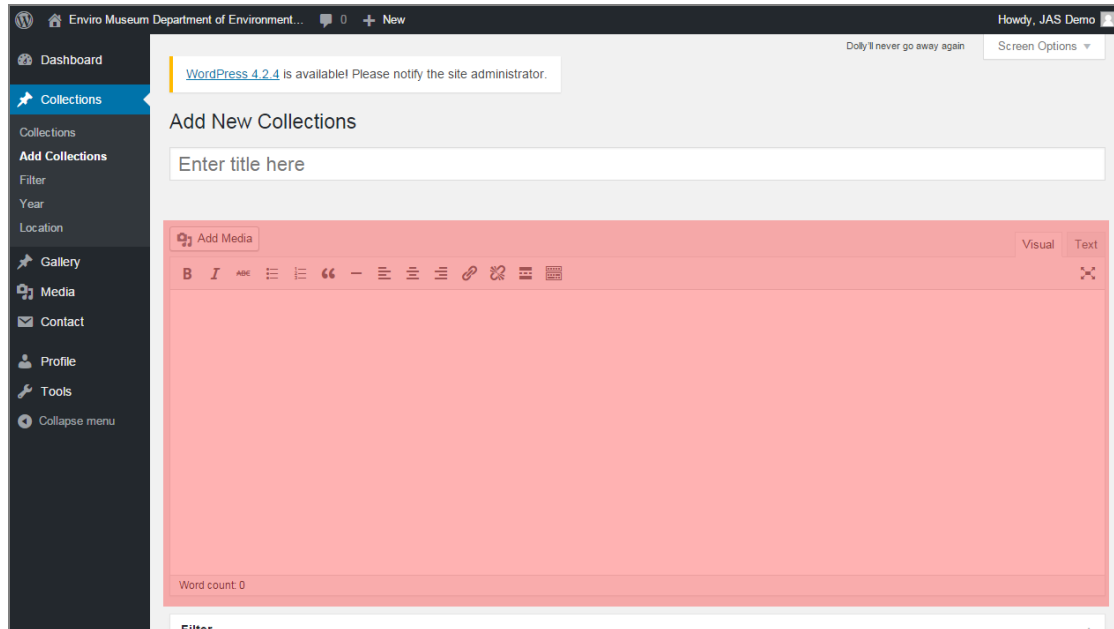 Enviro Museum Department of Environment... 0 New Howdy, JAS Demo
Dashboard
Collections
Collections
Add Collections
Filter
Year
Location
Gallery
Media
Contact
Profile
Tools
Collapse menu
Dolly'll never go away again Screen Options
WordPress 4.2.4 is available! Please notify the site administrator.
Add New Collections
Enter title here
Add Media Visual Text
B I ABC
Word count: 0
Filter